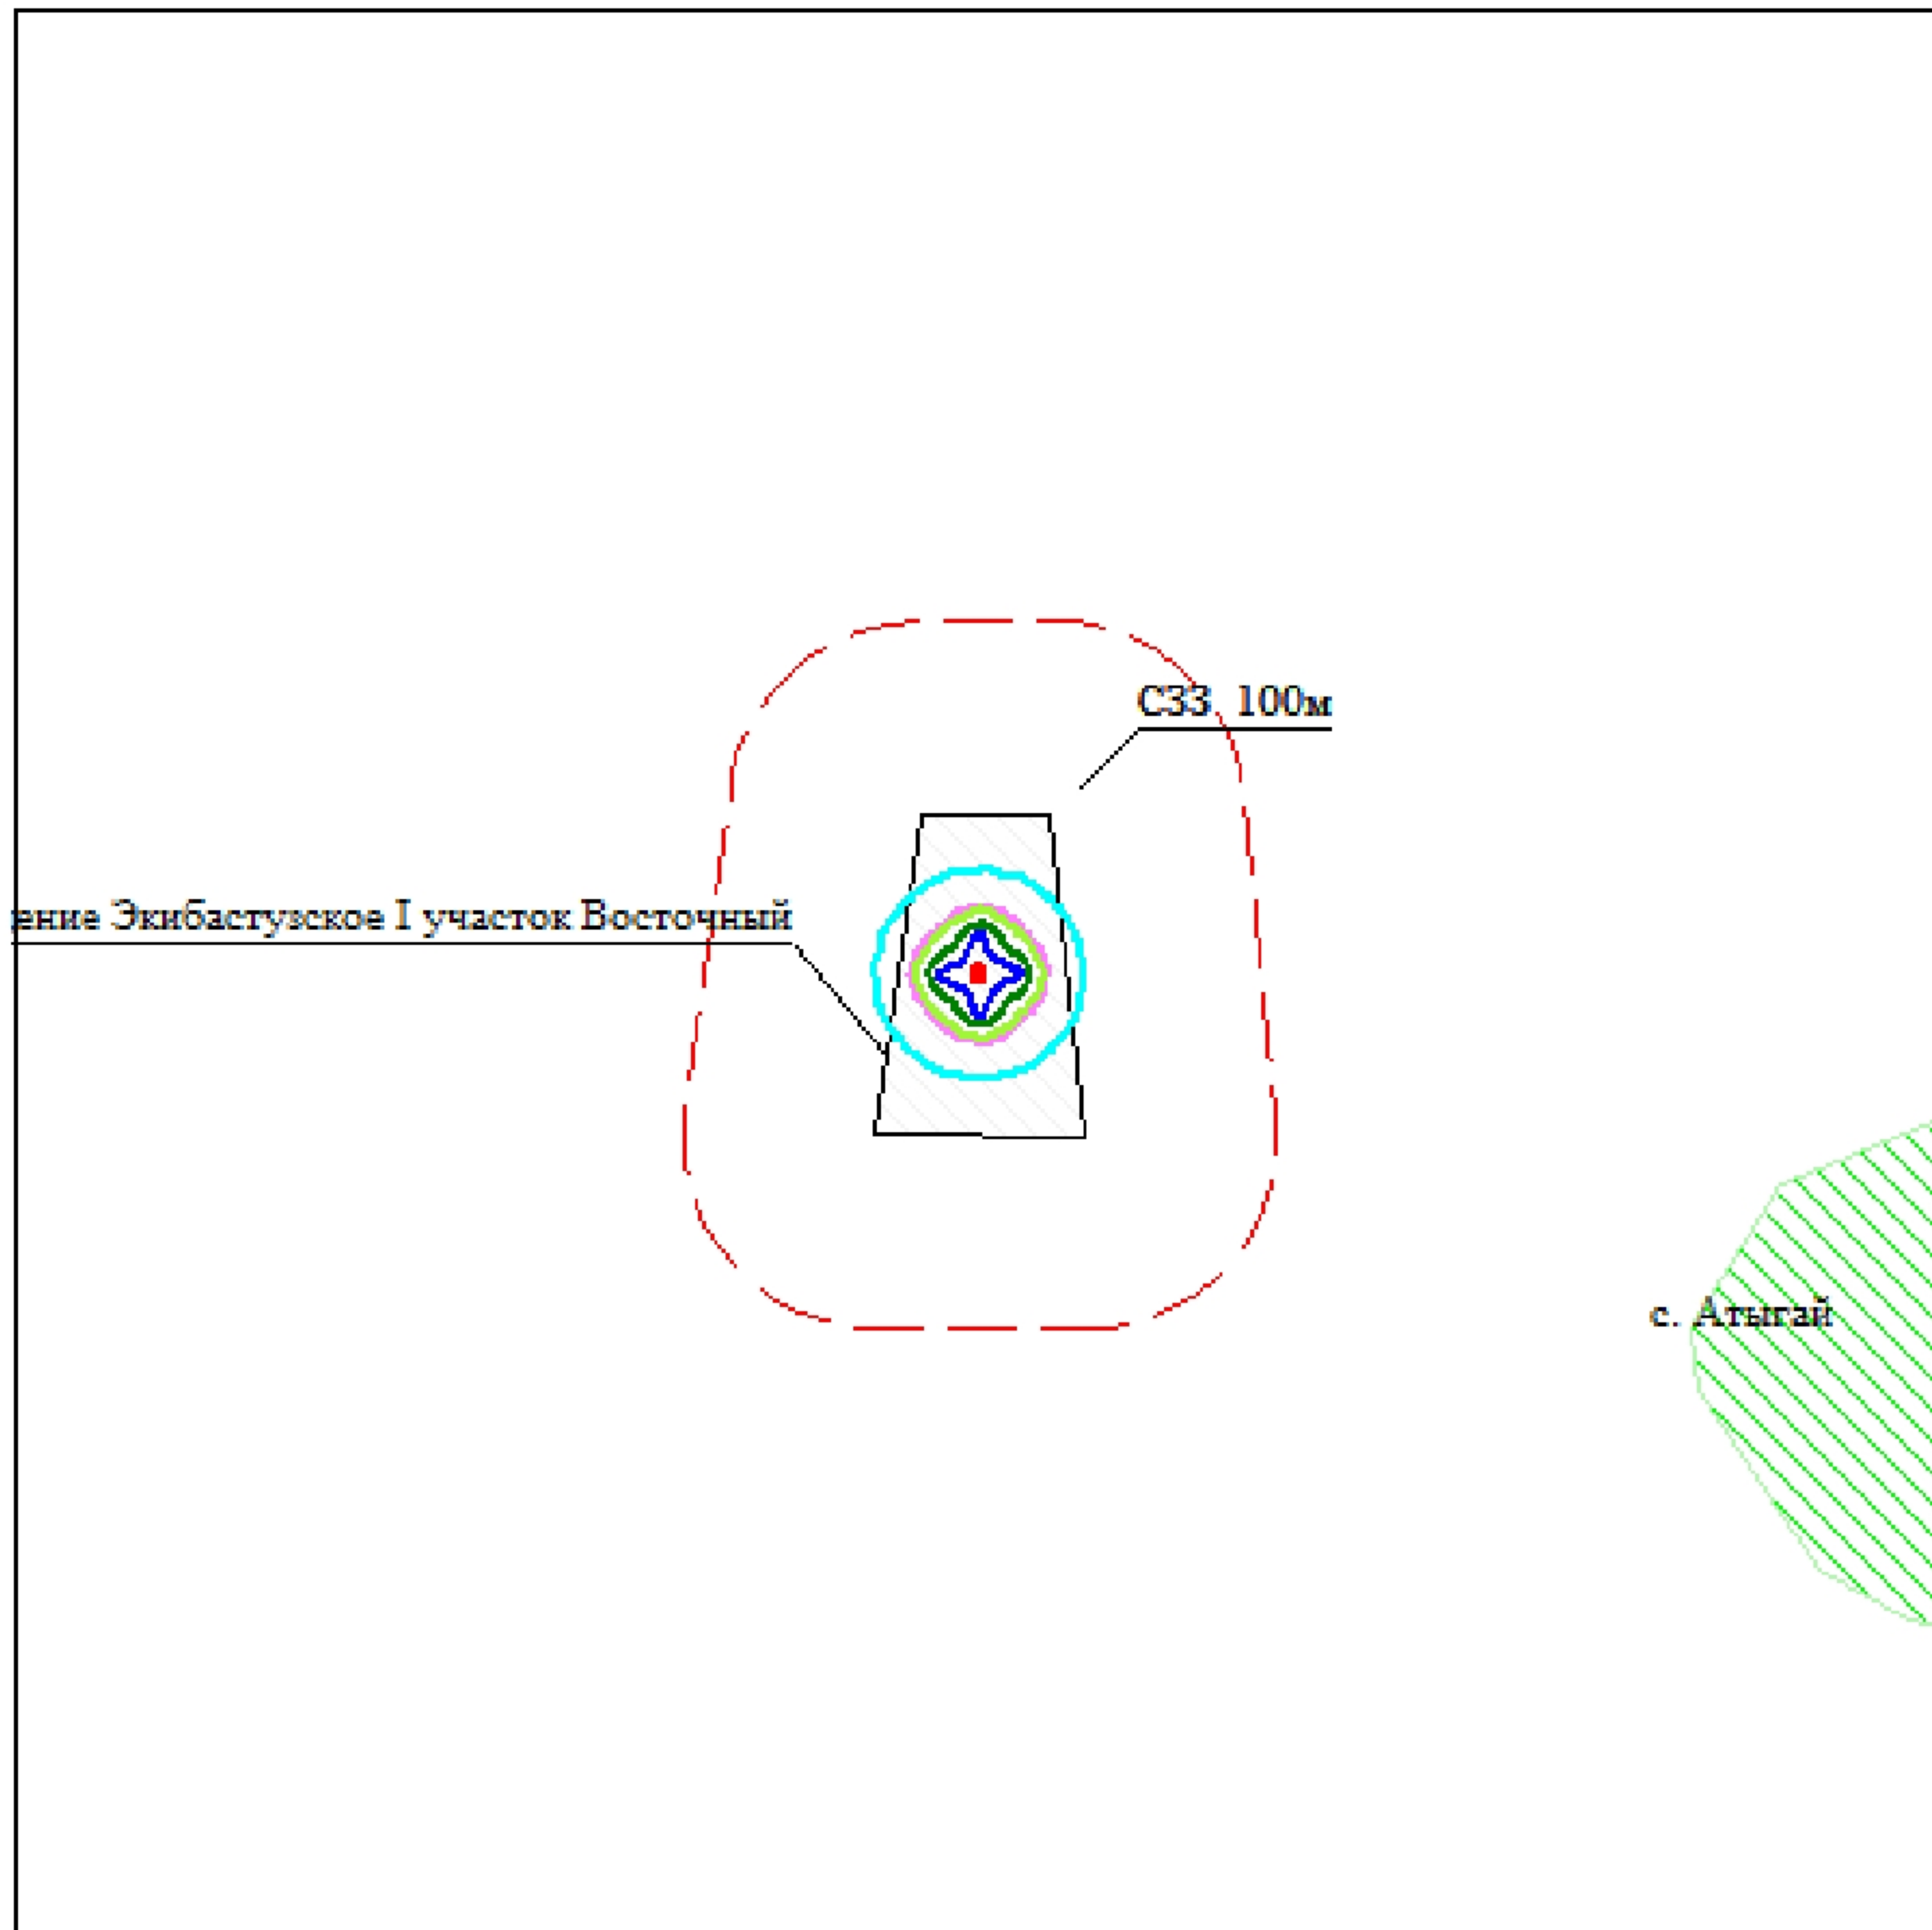 СЗЗ, 100м
ение Экибастузское I участок Восточный
с. Атыгай